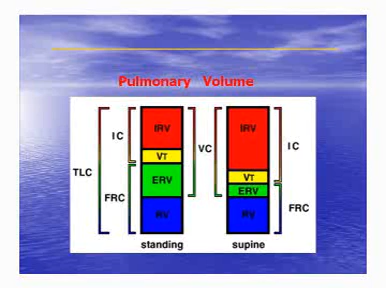 Pulmonary Volume
IC
TLC
FRC
IRV
VT
ERV
RV
standing
VC
IRV
VT
ERV
RV
supine
IC
FRC